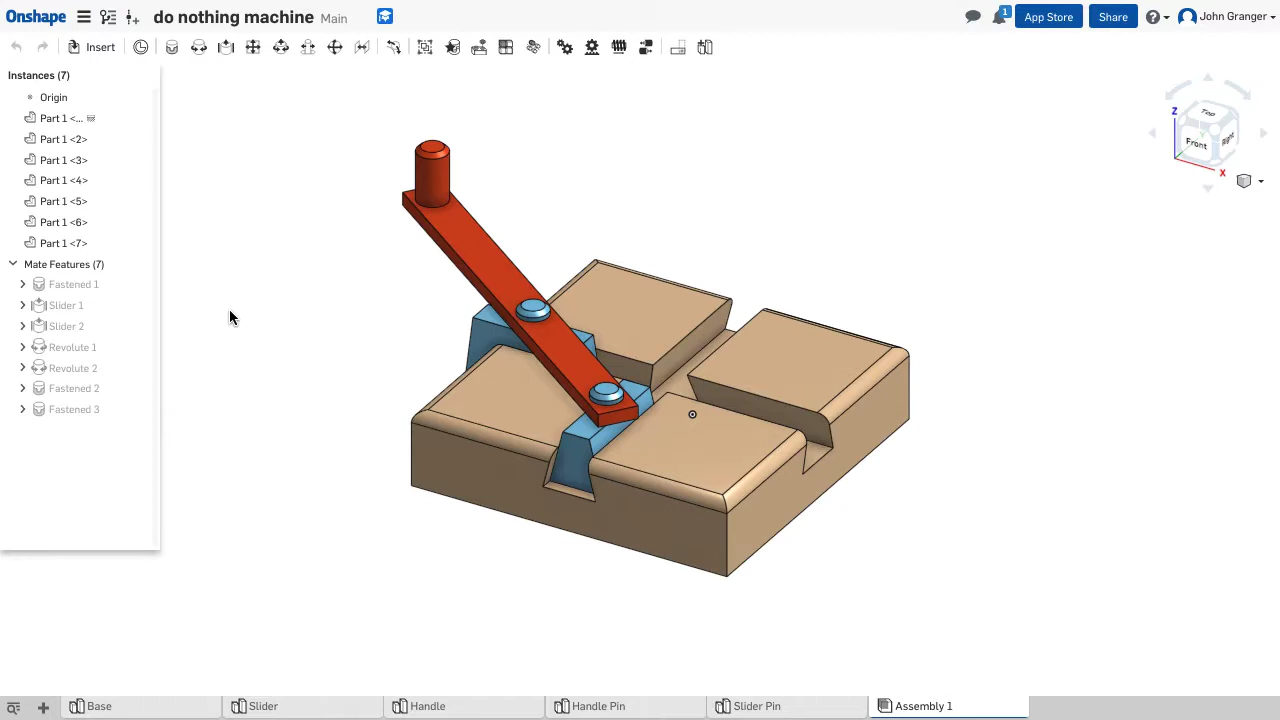 Onshape do nothing machine Main 1 App Store Share John Granger
Insert
Instances (7)
Origin
Part 1 <...
Part 1 <2>
Part 1 <3>
Part 1 <4>
Part 1 <5>
Part 1 <6>
Part 1 <7>
Mate Features (7)
Fastened 1
Slider 1
Slider 2
Revolute 1
Revolute 2
Fastened 2
Fastened 3
Z
Top
Front Right
X
Base Slider Handle Handle Pin Slider Pin Assembly 1